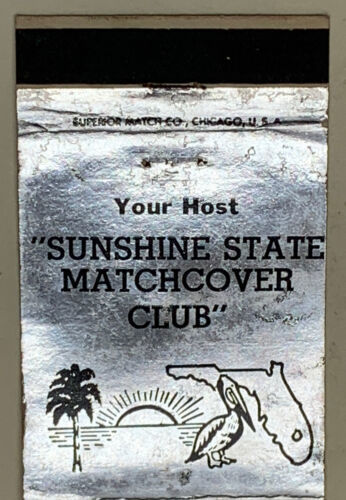 SUPERIOR MATCH CO., CHICAGO, U.S.A.
Your Host
"SUNSHINE STATE
MATCHCOVER
CLUB"